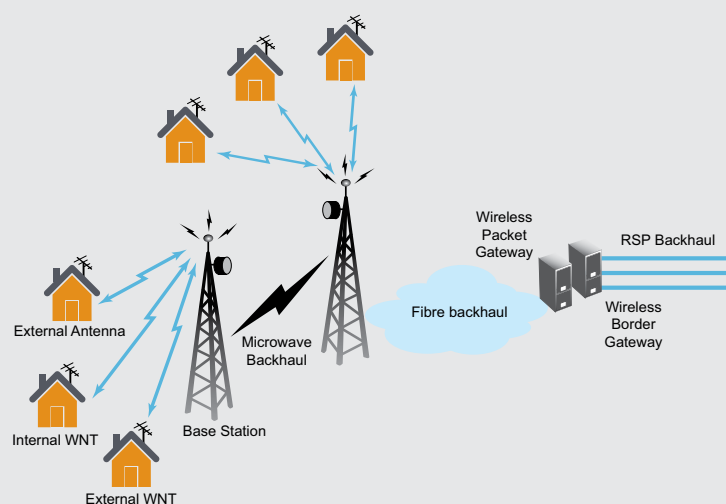 Wireless
Packet
Gateway
RSP Backhaul
Fibre backhaul
Wireless
Border
Gateway
External Antenna
Microwave
Backhaul
Internal WNT
Base Station
External WNT